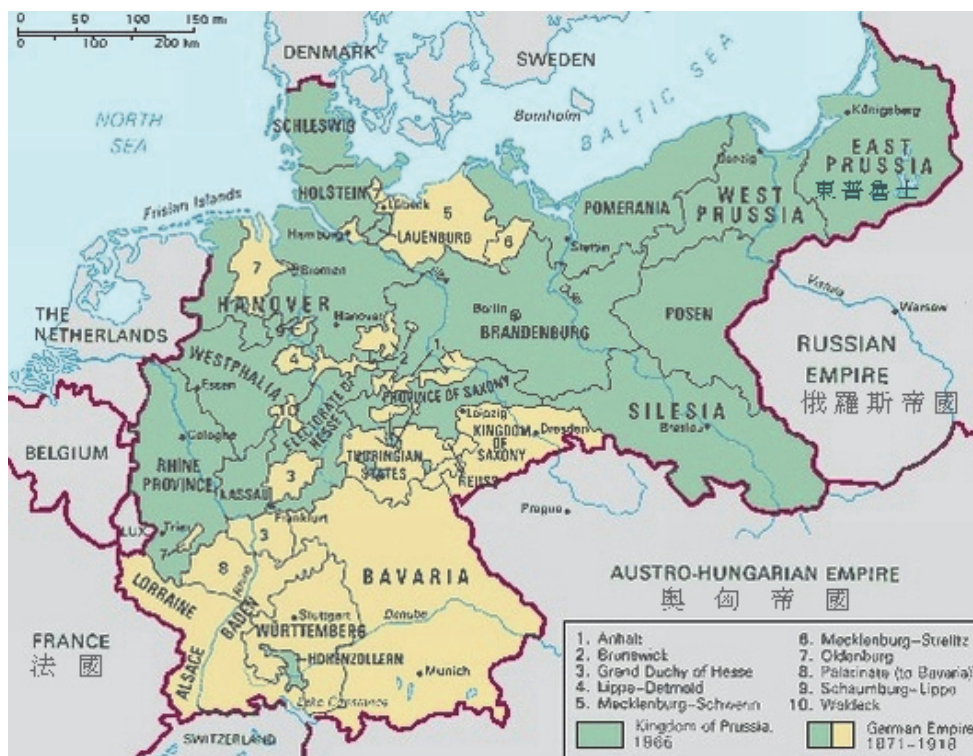 0 50 100 150 mi
0 100 200 km
DENMARK
SWEDEN
NORTH
SEA
BALTIC SEA
Bornholm
SCHLESWIG
Königsberg
EAST
PRUSSIA
東普魯士
Danzig
WEST
PRUSSIA
HOLSTEIN
7
Lübeck
POMERANIA
Frisian Islands
Hamburg
5
LAUENBURG
6
Stettin
7
Bremen
Elbe
Oder
HANOVER
9
Hanover
Berlin
BRANDENBURG
POSEN
Vistula
Warsaw
THE
NETHERLANDS
RUSSIAN
EMPIRE
俄羅斯帝國
WESTPHALIA
4
2
2
1
Essen
10
ELECTORATE OF
HESSE
PROVINCE OF SAXONY
Leipzig
KINGDOM
OF
SAXONY
Dresden
SILESIA
Breslau
Cologne
BELGIUM
RHINE
PROVINCE
NASSAU
3
THURINGIAN
STATES
REUSS
Prague
LUX.
Trier
7
Frankfurt
3
8
Rhine
LORRAINE
BAVARIA
AUSTRO-HUNGARIAN EMPIRE
奧匈帝國
BADEN
Stuttgart
WÜRTTEMBERG
Danube
FRANCE
法國
ALSACE
HOHENZOLLERN
Munich
Lake Constance
SWITZERLAND
1. Anhalt
2. Brunswick
3. Grand Duchy of Hesse
4. Lippe-Detmold
5. Mecklenburg-Schwerin
6. Mecklenburg-Strelitz
7. Oldenburg
8. Palatinate (to Bavaria)
9. Schaumburg-Lippe
10. Waldeck
Kingdom of Prussia,
1866
German Empire
1871-1918